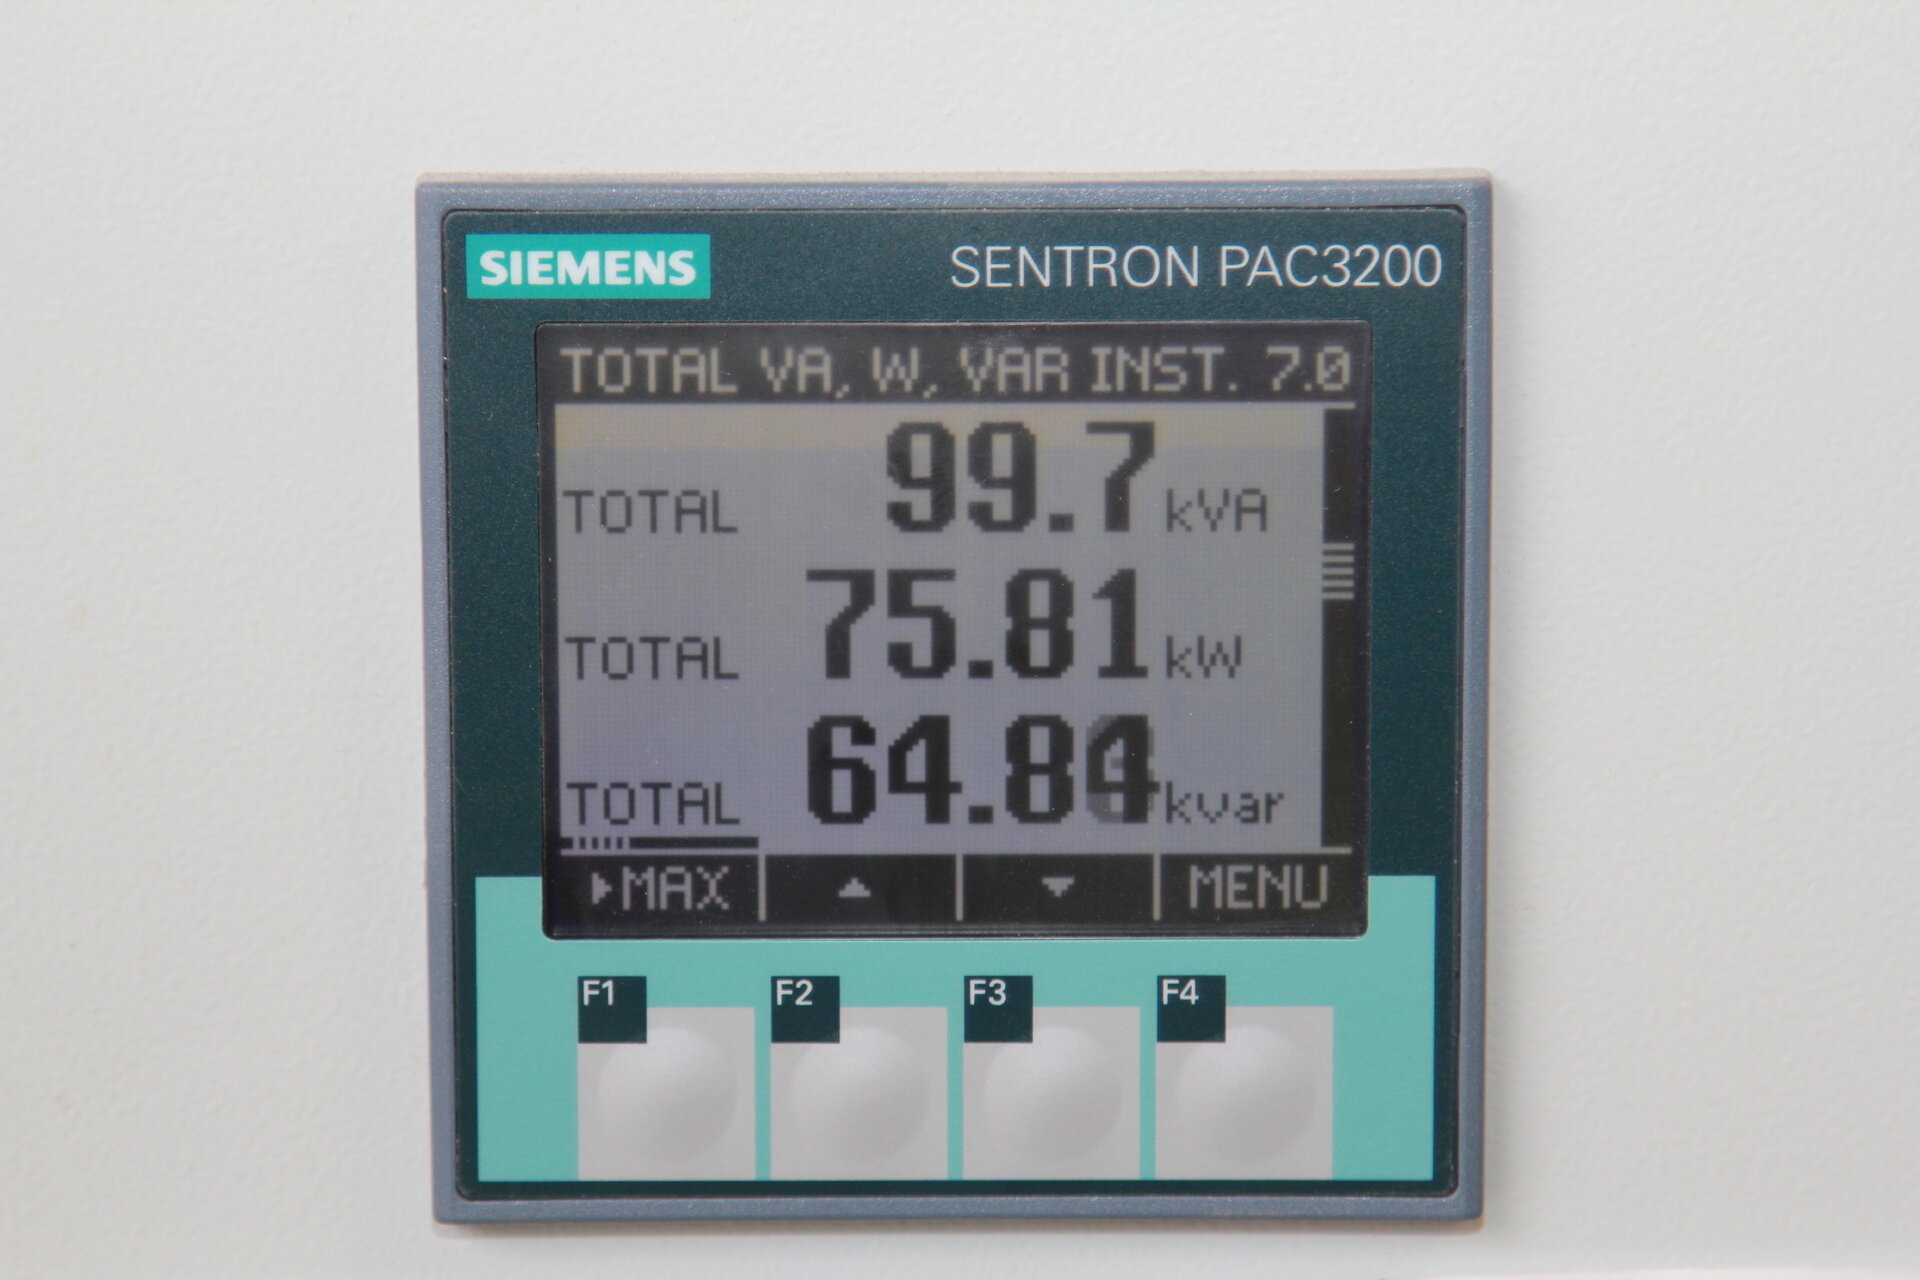 SIEMENS SENTRON PAC3200
TOTAL VA, W, VAR INST. 7.0
TOTAL 99.7 kVA
TOTAL 75.81 kW
TOTAL 64.84 kvar
▶MAX ▲ ▼ MENU
F1 F2 F3 F4